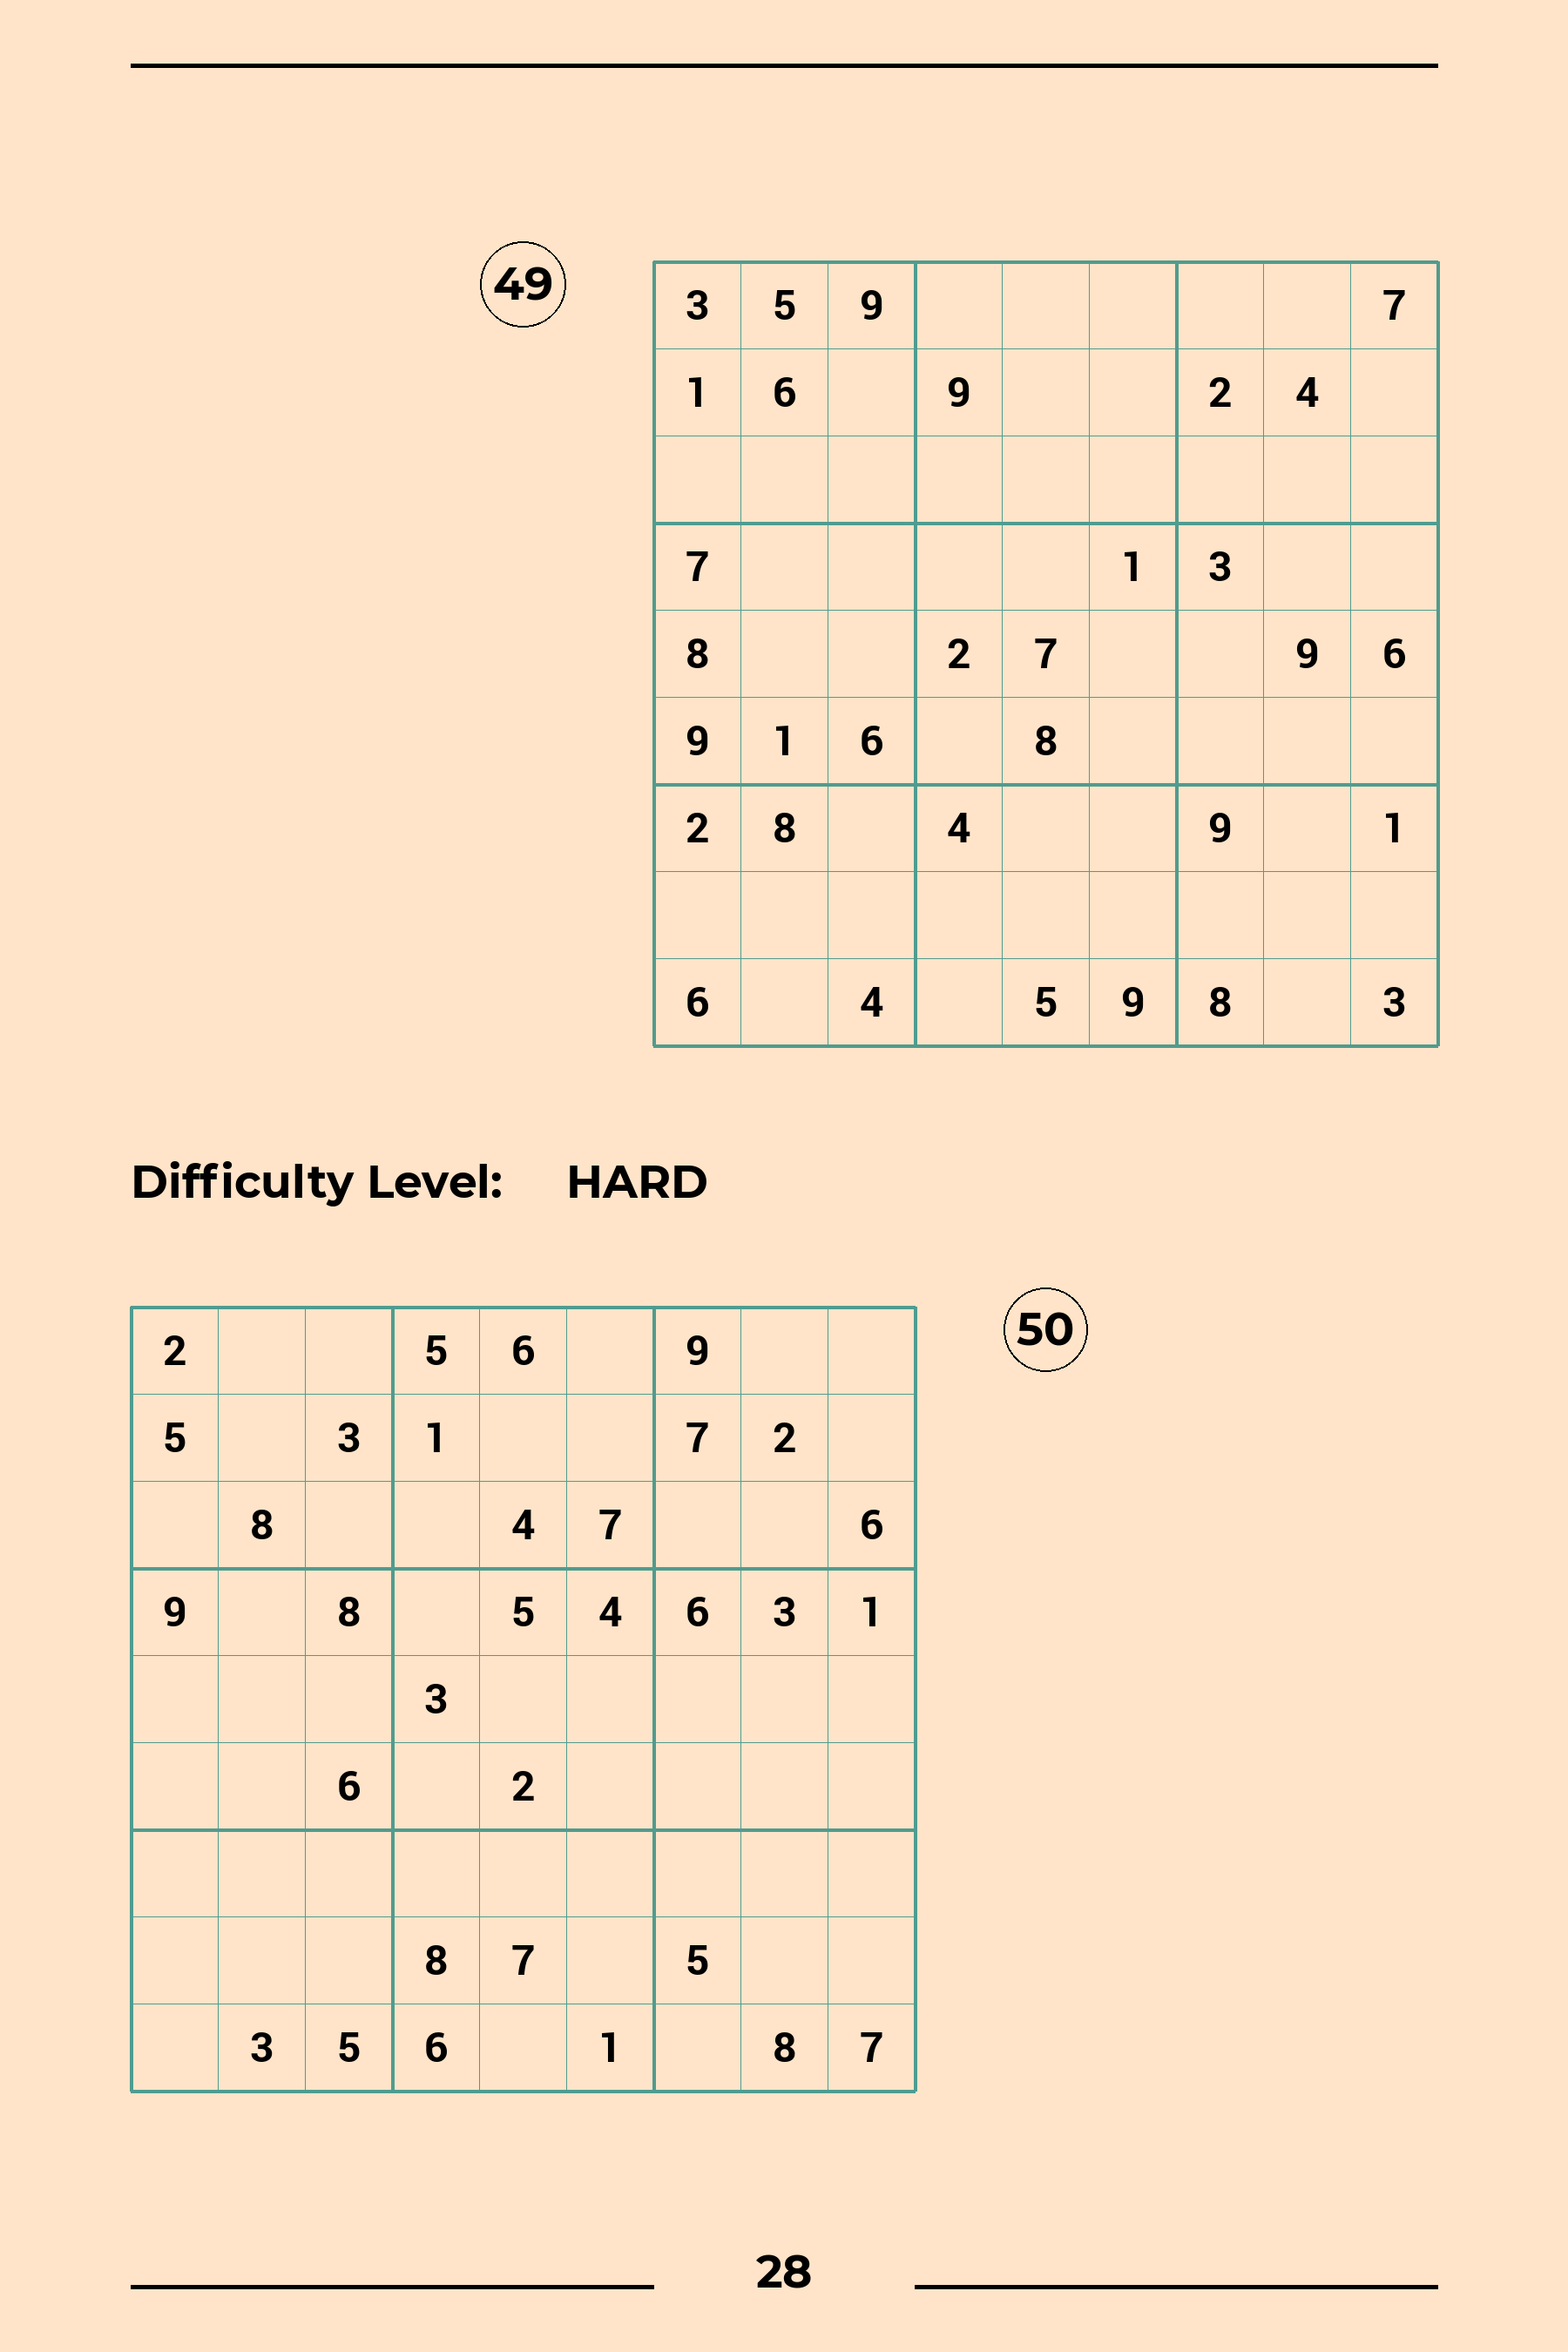 49
3 5 9 7
1 6 9 2 4
7 1 3
8 2 7 9 6
9 1 6 8
2 8 4 9 1
6 4 5 9 8 3
Difficulty Level: HARD
50
2 5 6 9
5 3 1 7 2
8 4 7 6
9 8 5 4 6 3 1
3
6 2
8 7 5
3 5 6 1 8 7
28